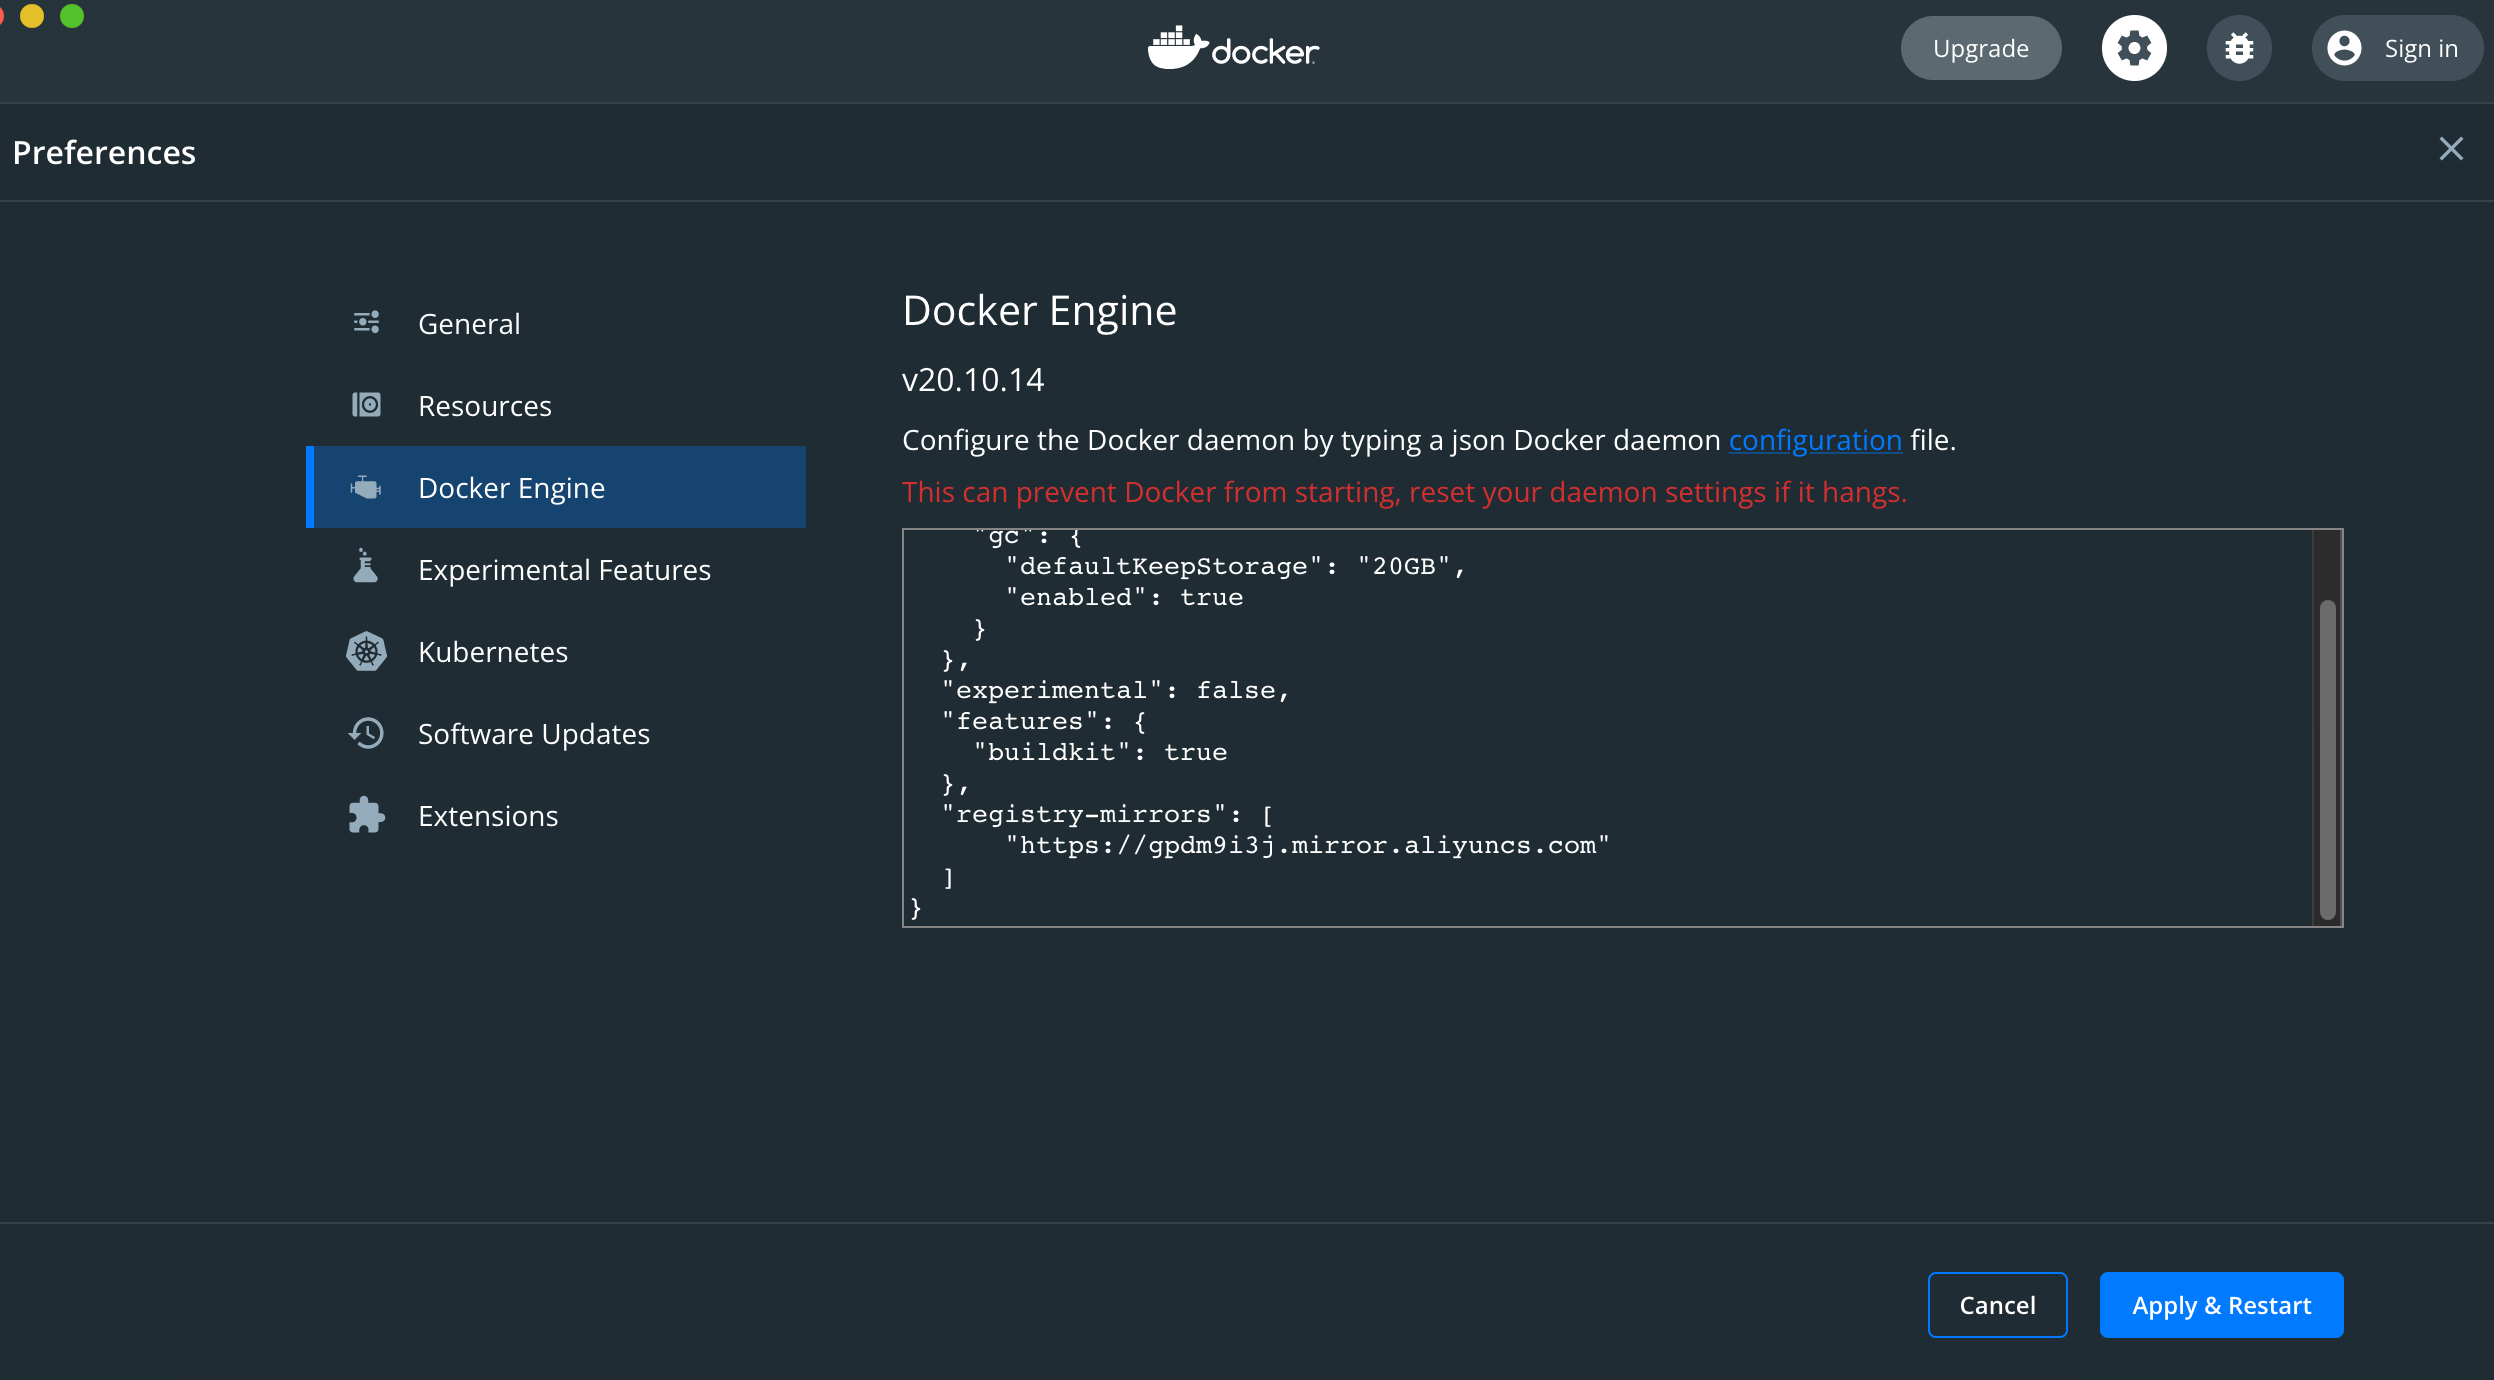 docker
Upgrade
Sign in
Preferences
General
Resources
Docker Engine
Experimental Features
Kubernetes
Software Updates
Extensions
Docker Engine
v20.10.14
Configure the Docker daemon by typing a json Docker daemon configuration file.
This can prevent Docker from starting, reset your daemon settings if it hangs.
"gc": {
"defaultKeepStorage": "20GB",
"enabled": true
}
},
"experimental": false,
"features": {
"buildkit": true
},
"registry-mirrors": [
"https://gpdm9i3j.mirror.aliyuncs.com"
]
}
Cancel
Apply & Restart